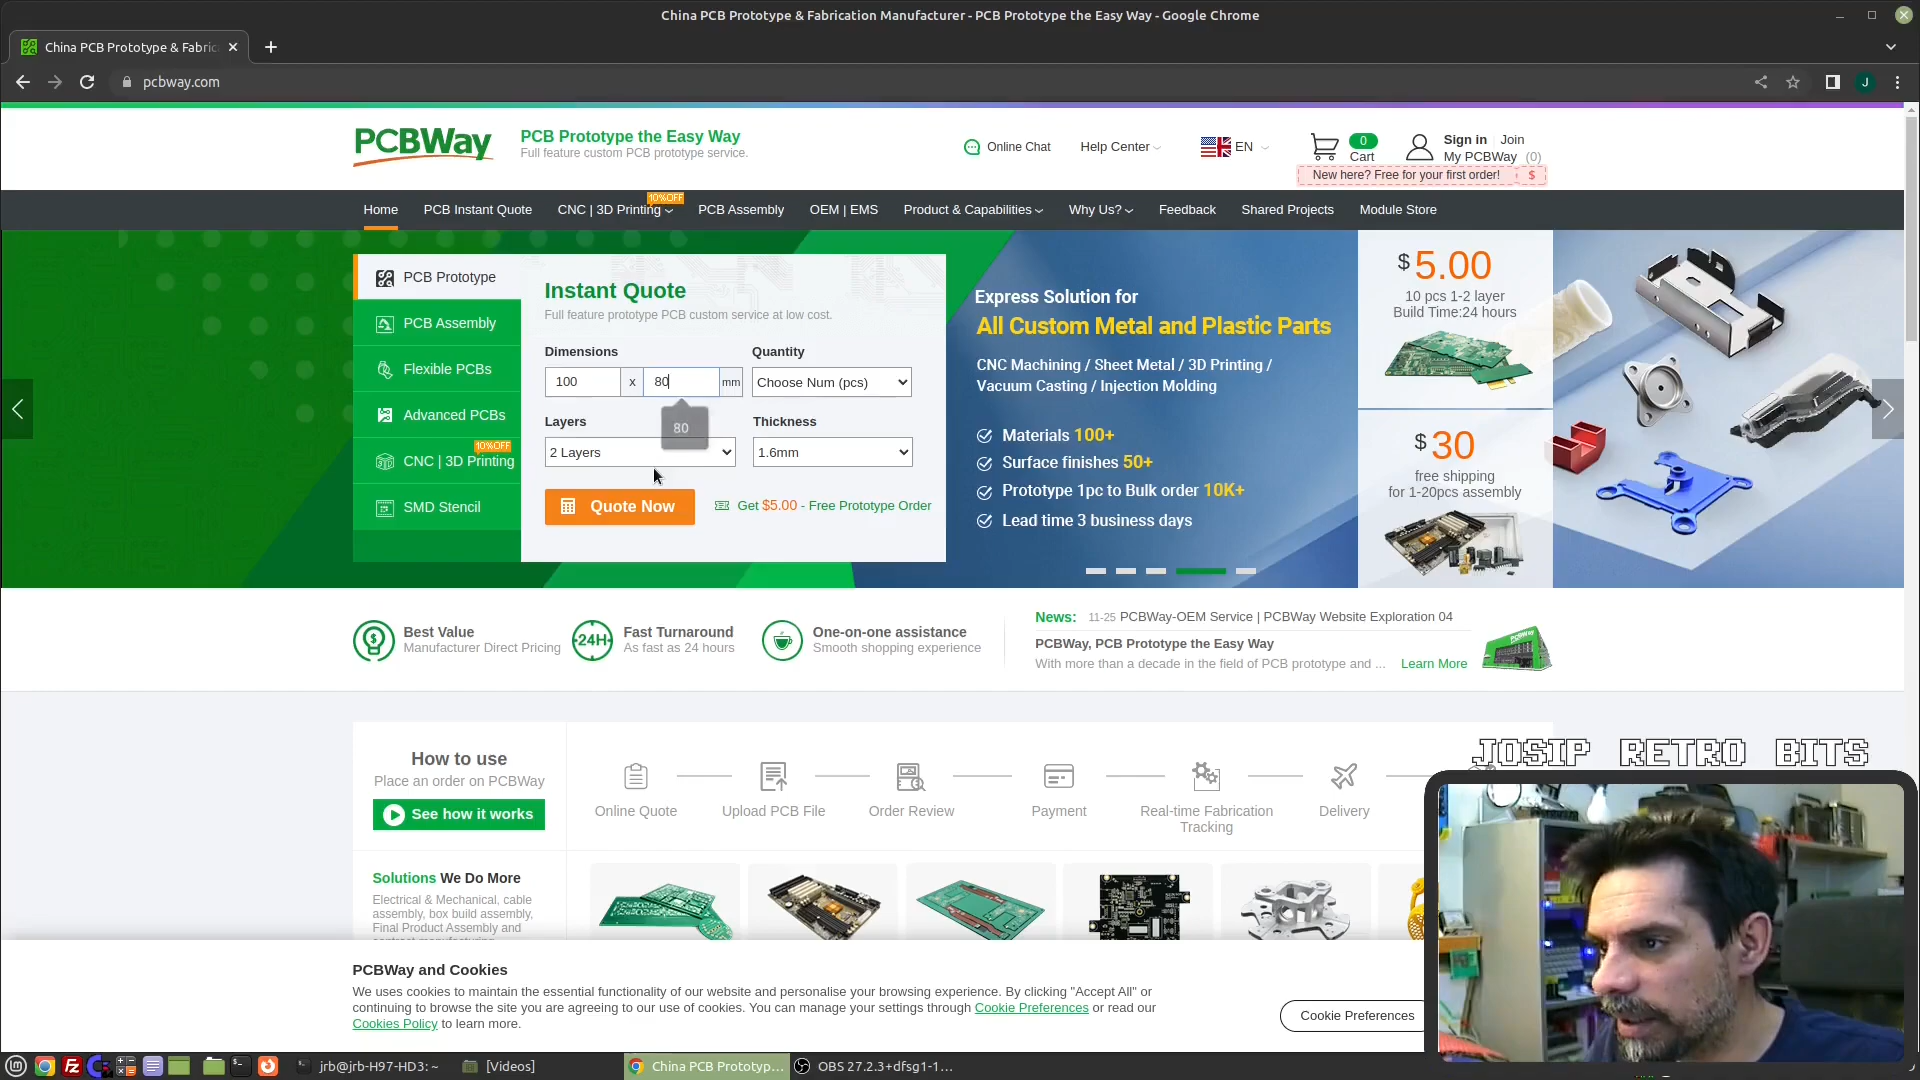 China PCB Prototype & Fabrication Manufacturer - PCB Prototype the Easy Way - Google Chrome
China PCB Prototype & Fabric
pcbway.com
J
PCBWay
PCB Prototype the Easy Way
Full feature custom PCB prototype service.
Online Chat
Help Center
EN
0
Cart
Sign in
Join
My PCBWay (0)
New here? Free for your first order!
$
Home
PCB Instant Quote
CNC | 3D Printing
10%OFF
PCB Assembly
OEM | EMS
Product & Capabilities
Why Us?
Feedback
Shared Projects
Module Store
PCB Prototype
PCB Assembly
Flexible PCBs
Advanced PCBs
10%OFF
CNC | 3D Printing
SMD Stencil
Instant Quote
Full feature prototype PCB custom service at low cost.
Dimensions
Quantity
100 x 80 mm
Choose Num (pcs)
Layers
80
Thickness
2 Layers
1.6mm
Quote Now
Get $5.00 - Free Prototype Order
Express Solution for
All Custom Metal and Plastic Parts
CNC Machining / Sheet Metal / 3D Printing /
Vacuum Casting / Injection Molding
Materials 100+
Surface finishes 50+
Prototype 1pc to Bulk order 10K+
Lead time 3 business days
$ 5.00
10 pcs 1-2 layer
Build Time:24 hours
$ 30
free shipping
for 1-20pcs assembly
Best Value
Manufacturer Direct Pricing
24H
Fast Turnaround
As fast as 24 hours
One-on-one assistance
Smooth shopping experience
News:
11-25 PCBWay-OEM Service | PCBWay Website Exploration 04
PCBWay, PCB Prototype the Easy Way
With more than a decade in the field of PCB prototype and ...
Learn More
PCBWay
How to use
Place an order on PCBWay
See how it works
Online Quote
Upload PCB File
Order Review
Payment
Real-time Fabrication
Tracking
Delivery
JOSIP RETRO BITS
Solutions We Do More
Electrical & Mechanical, cable
assembly, box build assembly,
Final Product Assembly and
PCBWay and Cookies
We uses cookies to maintain the essential functionality of our website and personalise your browsing experience. By clicking "Accept All" or
continuing to browse the site you are agreeing to our use of cookies. You can manage your settings through Cookie Preferences or read our
Cookies Policy to learn more.
Cookie Preferences
jrb@jrb-H97-HD3: ~
[Videos]
China PCB Prototyp...
OBS 27.2.3+dfsg1-1...